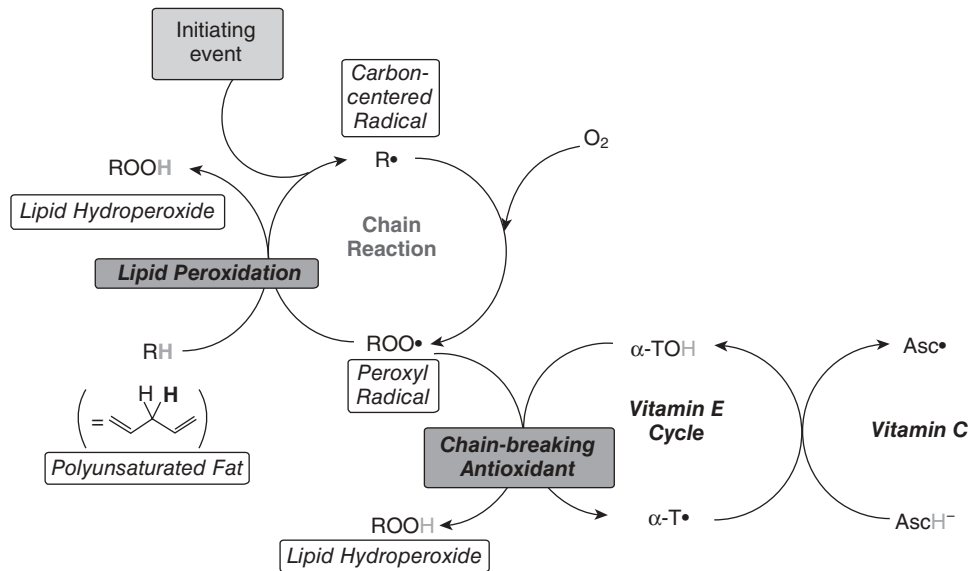 Initiating
event
Carbon-
centered
Radical
O₂
ROOH
R•
Lipid Hydroperoxide
Chain
Reaction
Lipid Peroxidation
RH
ROO•
α-TOH
Asc•
Peroxyl
Radical
H H
(= )
Vitamin E
Cycle
Vitamin C
Polyunsaturated Fat
Chain-breaking
Antioxidant
ROOH
α-T•
AscH⁻
Lipid Hydroperoxide